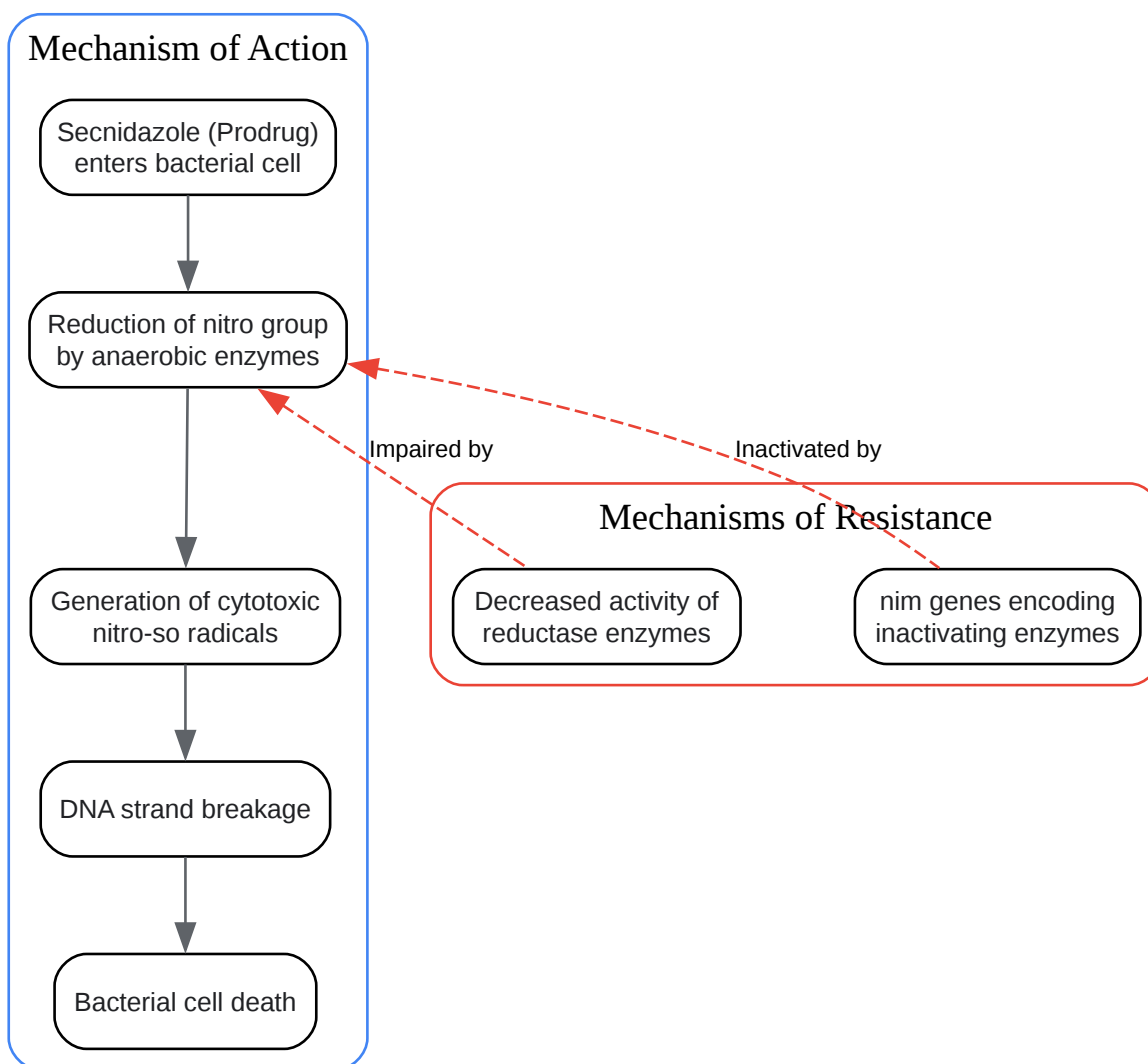 Mechanism of Action
Secnidazole (Prodrug)
enters bacterial cell
Reduction of nitro group
by anaerobic enzymes
Impaired by
Inactivated by
Mechanisms of Resistance
Generation of cytotoxic
nitro-so radicals
Decreased activity of
reductase enzymes
nim genes encoding
inactivating enzymes
DNA strand breakage
Bacterial cell death